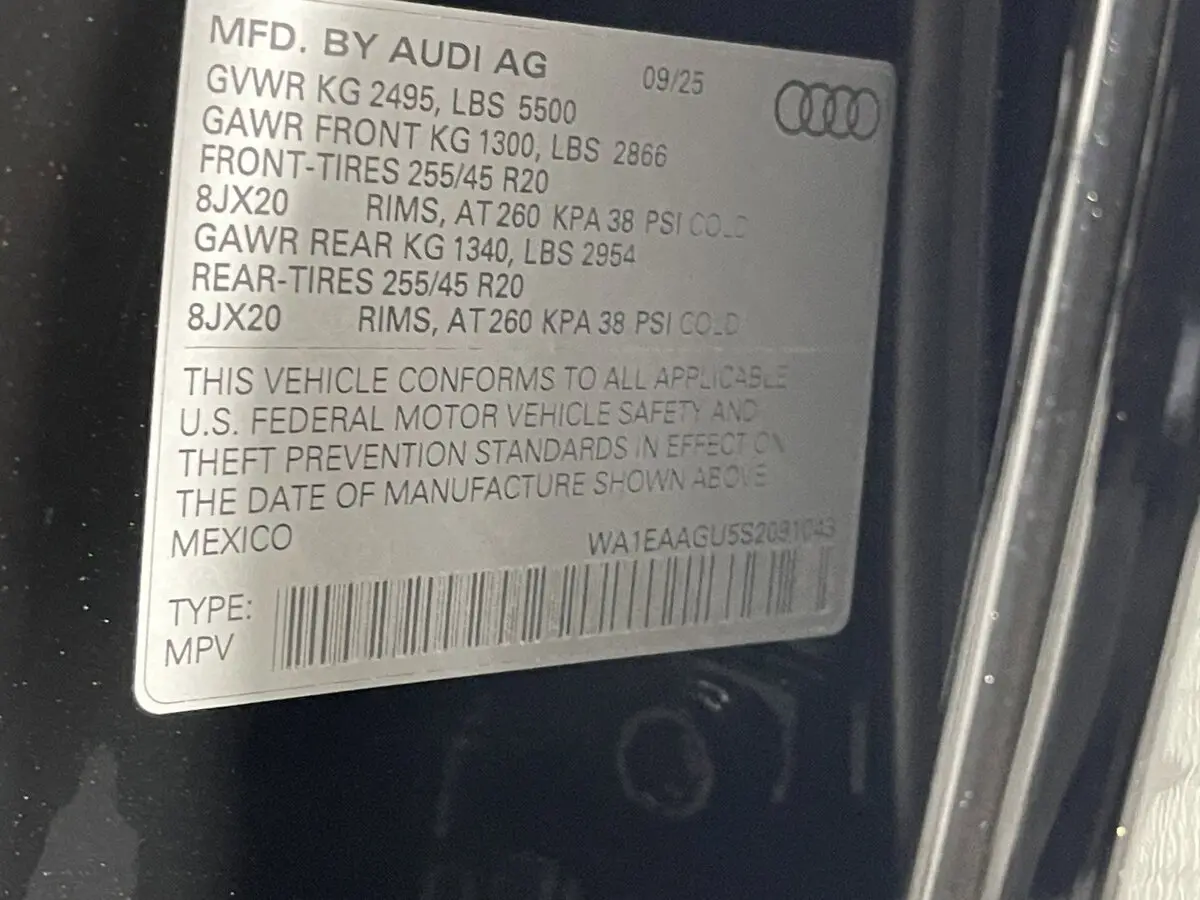 MFD. BY AUDI AG 09/25
GVWR KG 2495, LBS 5500
GAWR FRONT KG 1300, LBS 2866
FRONT-TIRES 255/45 R20
8JX20 RIMS, AT 260 KPA 38 PSI COLD
GAWR REAR KG 1340, LBS 2954
REAR-TIRES 255/45 R20
8JX20 RIMS, AT 260 KPA 38 PSI COLD
THIS VEHICLE CONFORMS TO ALL APPLICABLE
U.S. FEDERAL MOTOR VEHICLE SAFETY AND
THEFT PREVENTION STANDARDS IN EFFECT ON
THE DATE OF MANUFACTURE SHOWN ABOVE
MEXICO WA1EAAGU5S2091043
TYPE:
MPV